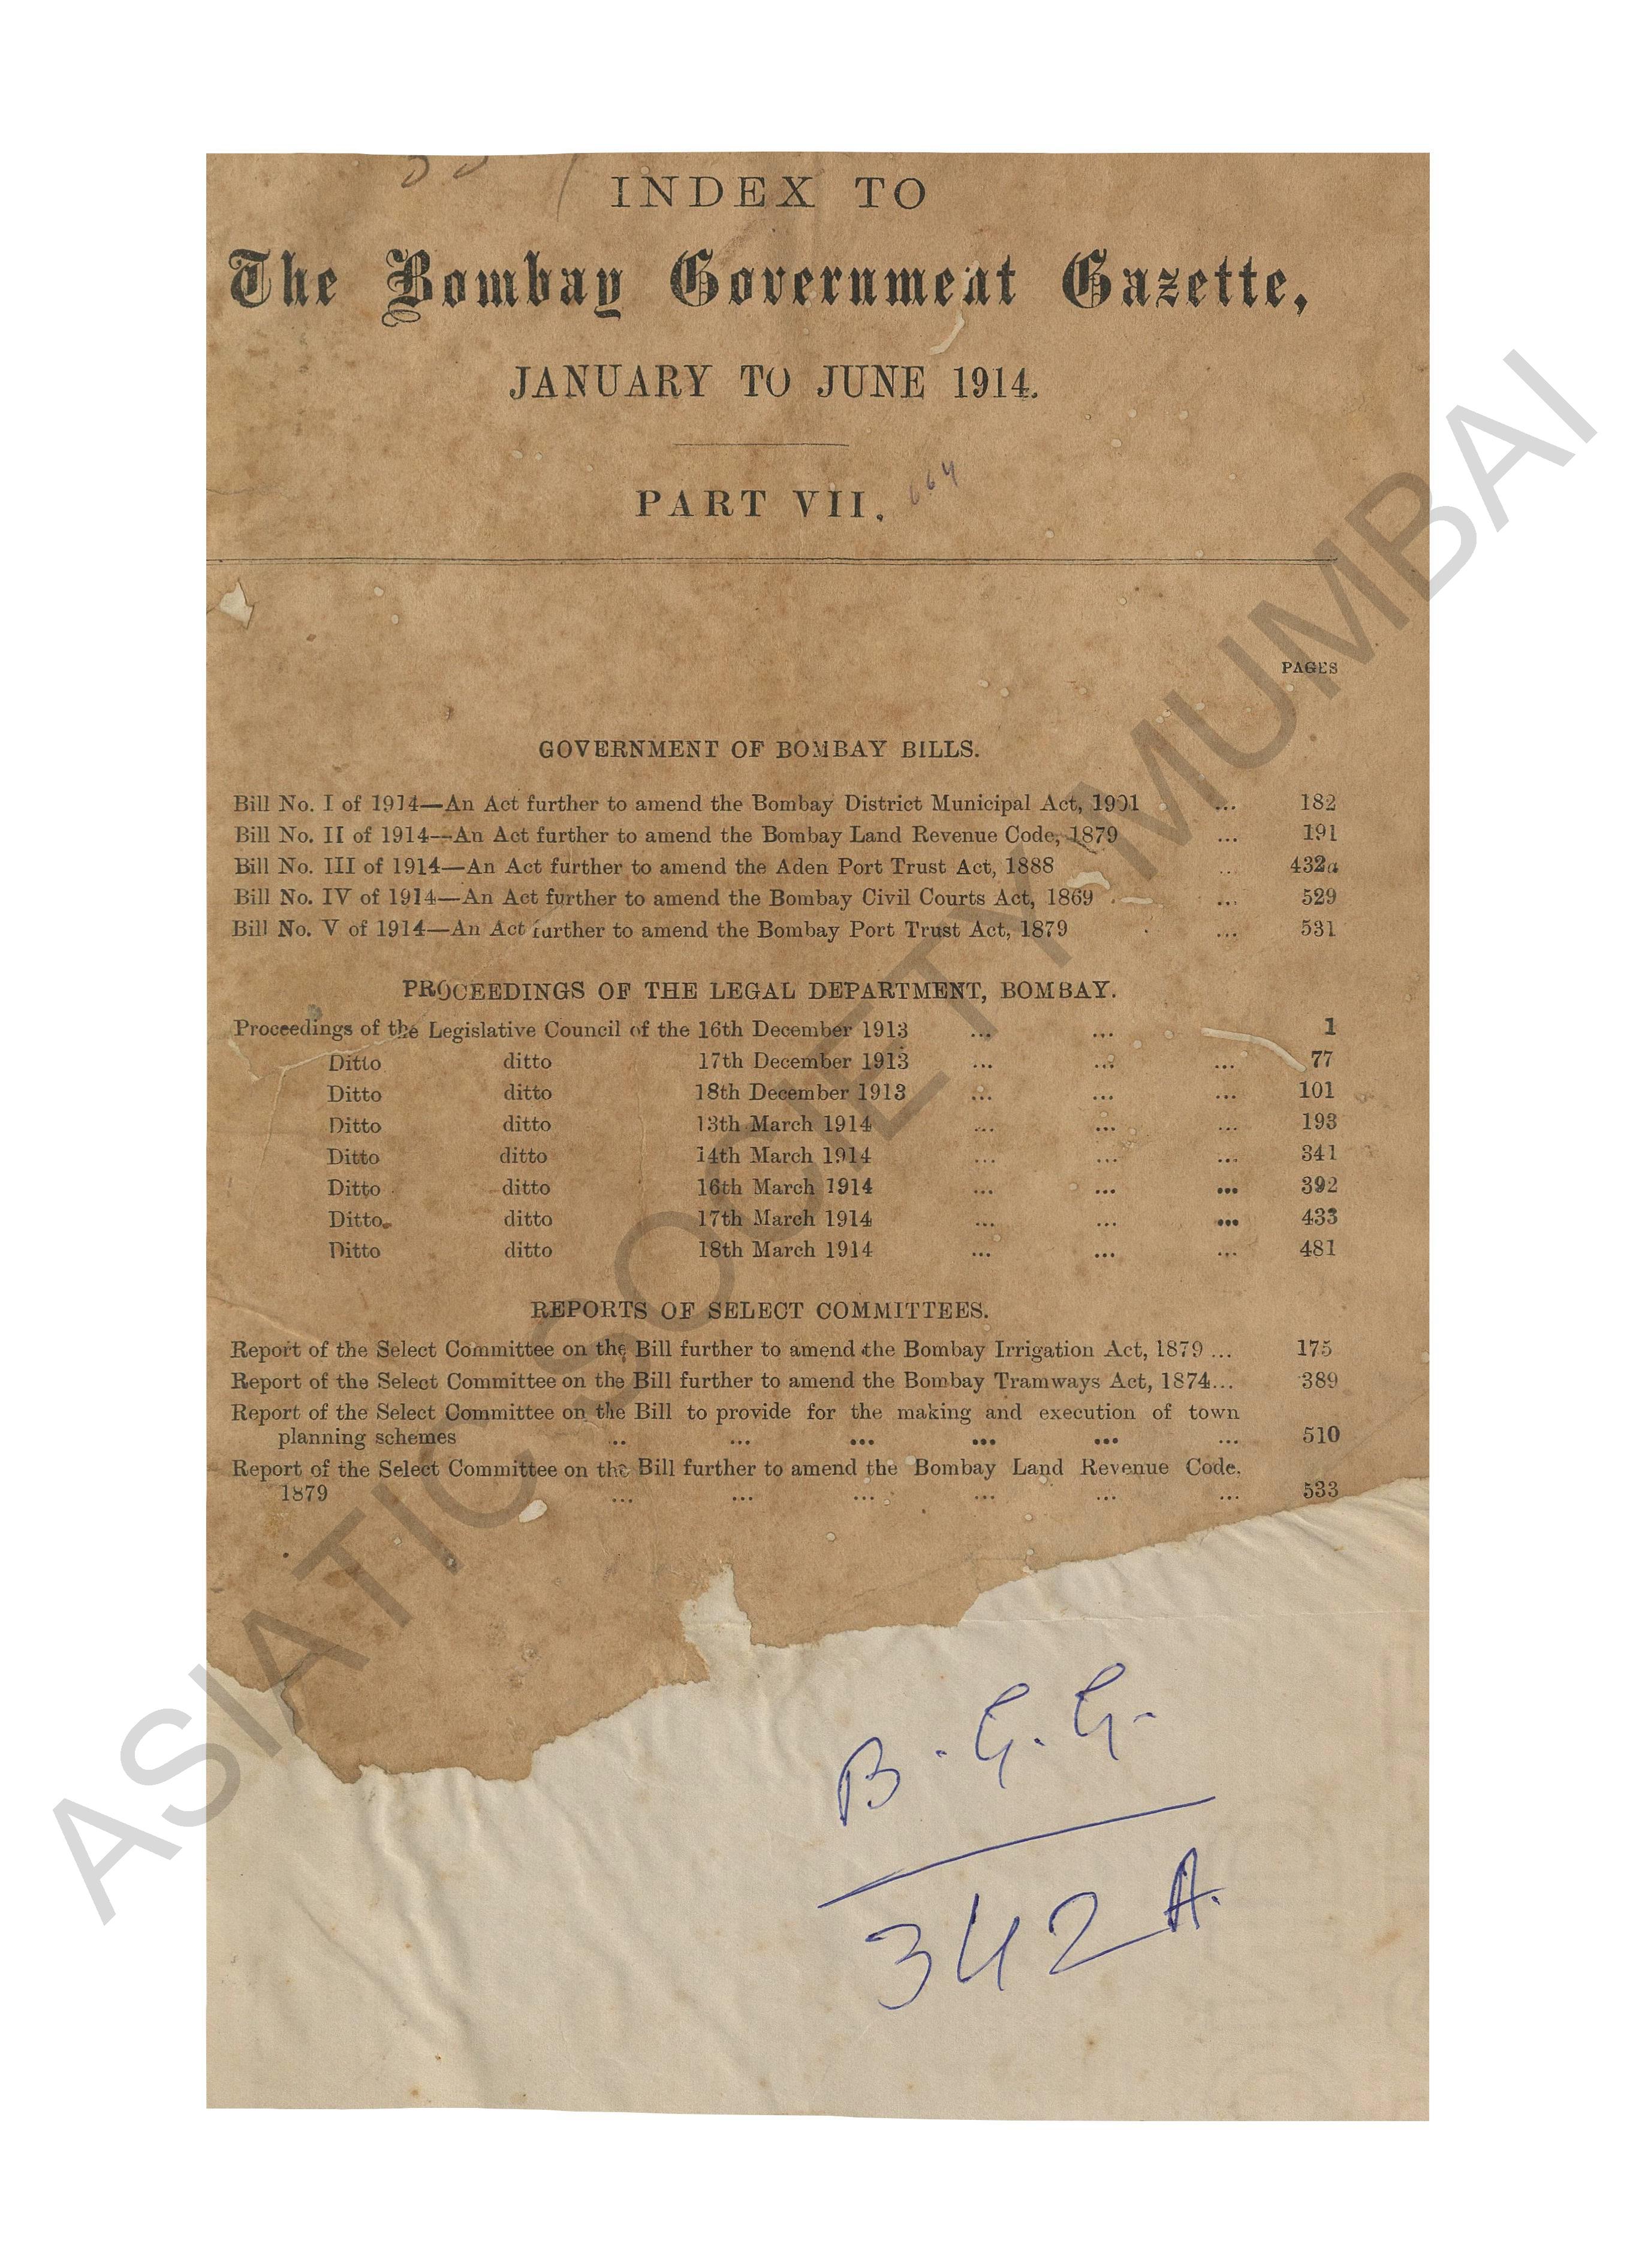 INDEX TO
The Bombay Government Gazette,
JANUARY TO JUNE 1914.
PART VII.
664
PAGES
GOVERNMENT OF BOMBAY BILLS.
Bill No. I of 1914—An Act further to amend the Bombay District Municipal Act, 1901 ... 182
Bill No. II of 1914—An Act further to amend the Bombay Land Revenue Code, 1879 ... 191
Bill No. III of 1914—An Act further to amend the Aden Port Trust Act, 1888 ... 432a
Bill No. IV of 1914—An Act further to amend the Bombay Civil Courts Act, 1869 ... 529
Bill No. V of 1914—An Act further to amend the Bombay Port Trust Act, 1879 ... 531
PROCEEDINGS OF THE LEGAL DEPARTMENT, BOMBAY.
Proceedings of the Legislative Council of the 16th December 1913 ... ... 1
Ditto ditto 17th December 1913 ... ... ... 77
Ditto ditto 18th December 1913 ... ... ... 101
Ditto ditto 13th March 1914 ... ... ... 193
Ditto ditto 14th March 1914 ... ... ... 341
Ditto ditto 16th March 1914 ... ... ... 392
Ditto ditto 17th March 1914 ... ... ... 433
Ditto ditto 18th March 1914 ... ... ... 481
REPORTS OF SELECT COMMITTEES.
Report of the Select Committee on the Bill further to amend the Bombay Irrigation Act, 1879 ... 175
Report of the Select Committee on the Bill further to amend the Bombay Tramways Act, 1874... 389
Report of the Select Committee on the Bill to provide for the making and execution of town
planning schemes ... ... ... ... ... ... 510
Report of the Select Committee on the Bill further to amend the Bombay Land Revenue Code,
1879 ... ... ... ... ... ... 533
B.G.G.
342 A.
ASIATIC SOCIETY MUMBAI